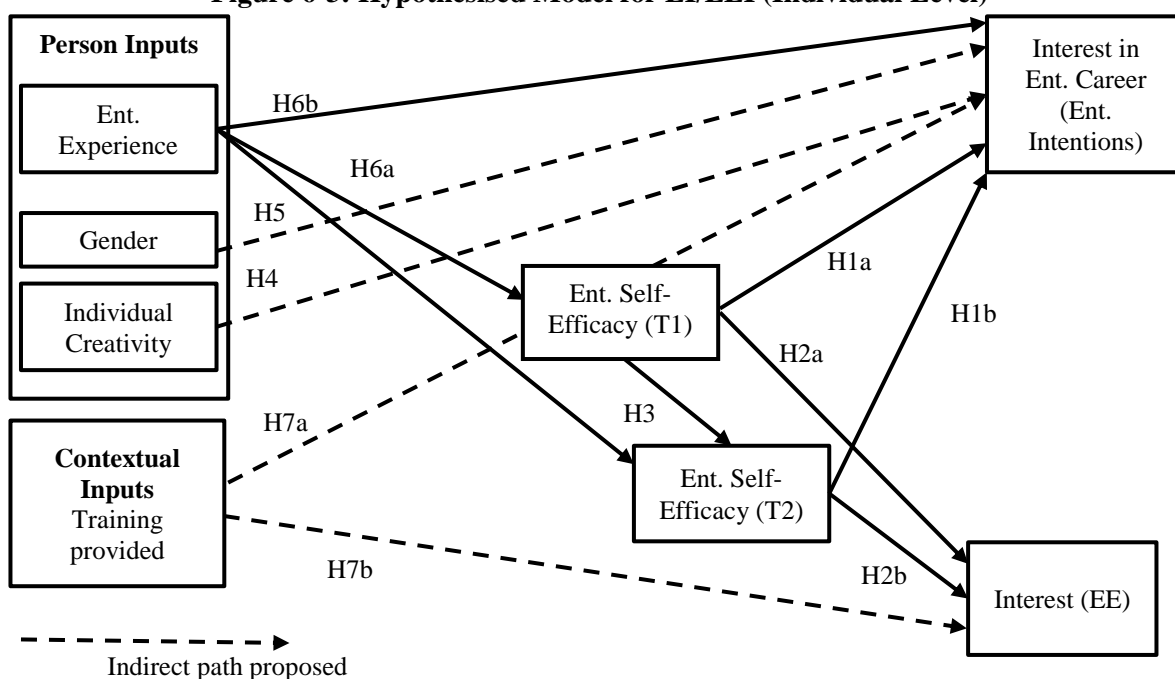 Figure Hypothesised Model for EI/EEI (Individual Level)
Person Inputs
Ent.
Experience
Gender
Individual
Creativity
Contextual
Inputs
Training
provided
H6b
H6a
H5
H4
H7a
H7b
Ent. Self-
Efficacy (T1)
H3
Ent. Self-
Efficacy (T2)
H1a
H1b
H2a
H2b
Interest in
Ent. Career
(Ent.
Intentions)
Interest (EE)
Indirect path proposed